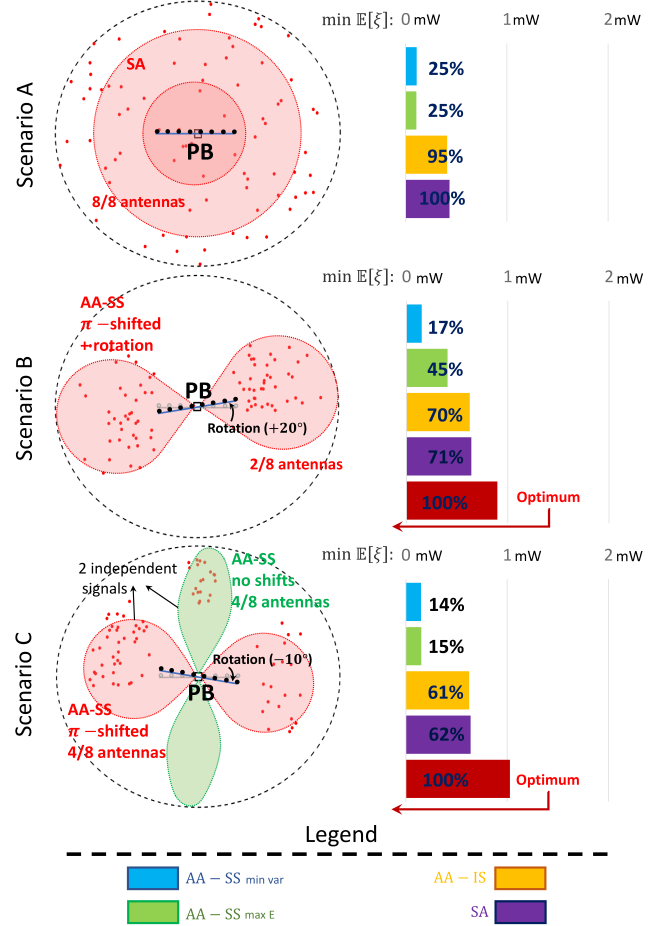 Scenario A
SA
PB
8/8 antennas
min 𝔼[ξ]: 0 mW 1 mW 2 mW
25%
25%
95%
100%
Scenario B
AA-SS
π −shifted
+rotation
PB
Rotation (+20°)
2/8 antennas
min 𝔼[ξ]: 0 mW 1 mW 2 mW
17%
45%
70%
71%
100%
Optimum
Scenario C
2 independent
signals
AA-SS
no shifts
4/8 antennas
Rotation (−10°)
PB
AA-SS
π −shifted
4/8 antennas
min 𝔼[ξ]: 0 mW 1 mW 2 mW
14%
15%
61%
62%
100%
Optimum
Legend
AA − SS min var
AA − IS
AA − SS max E
SA